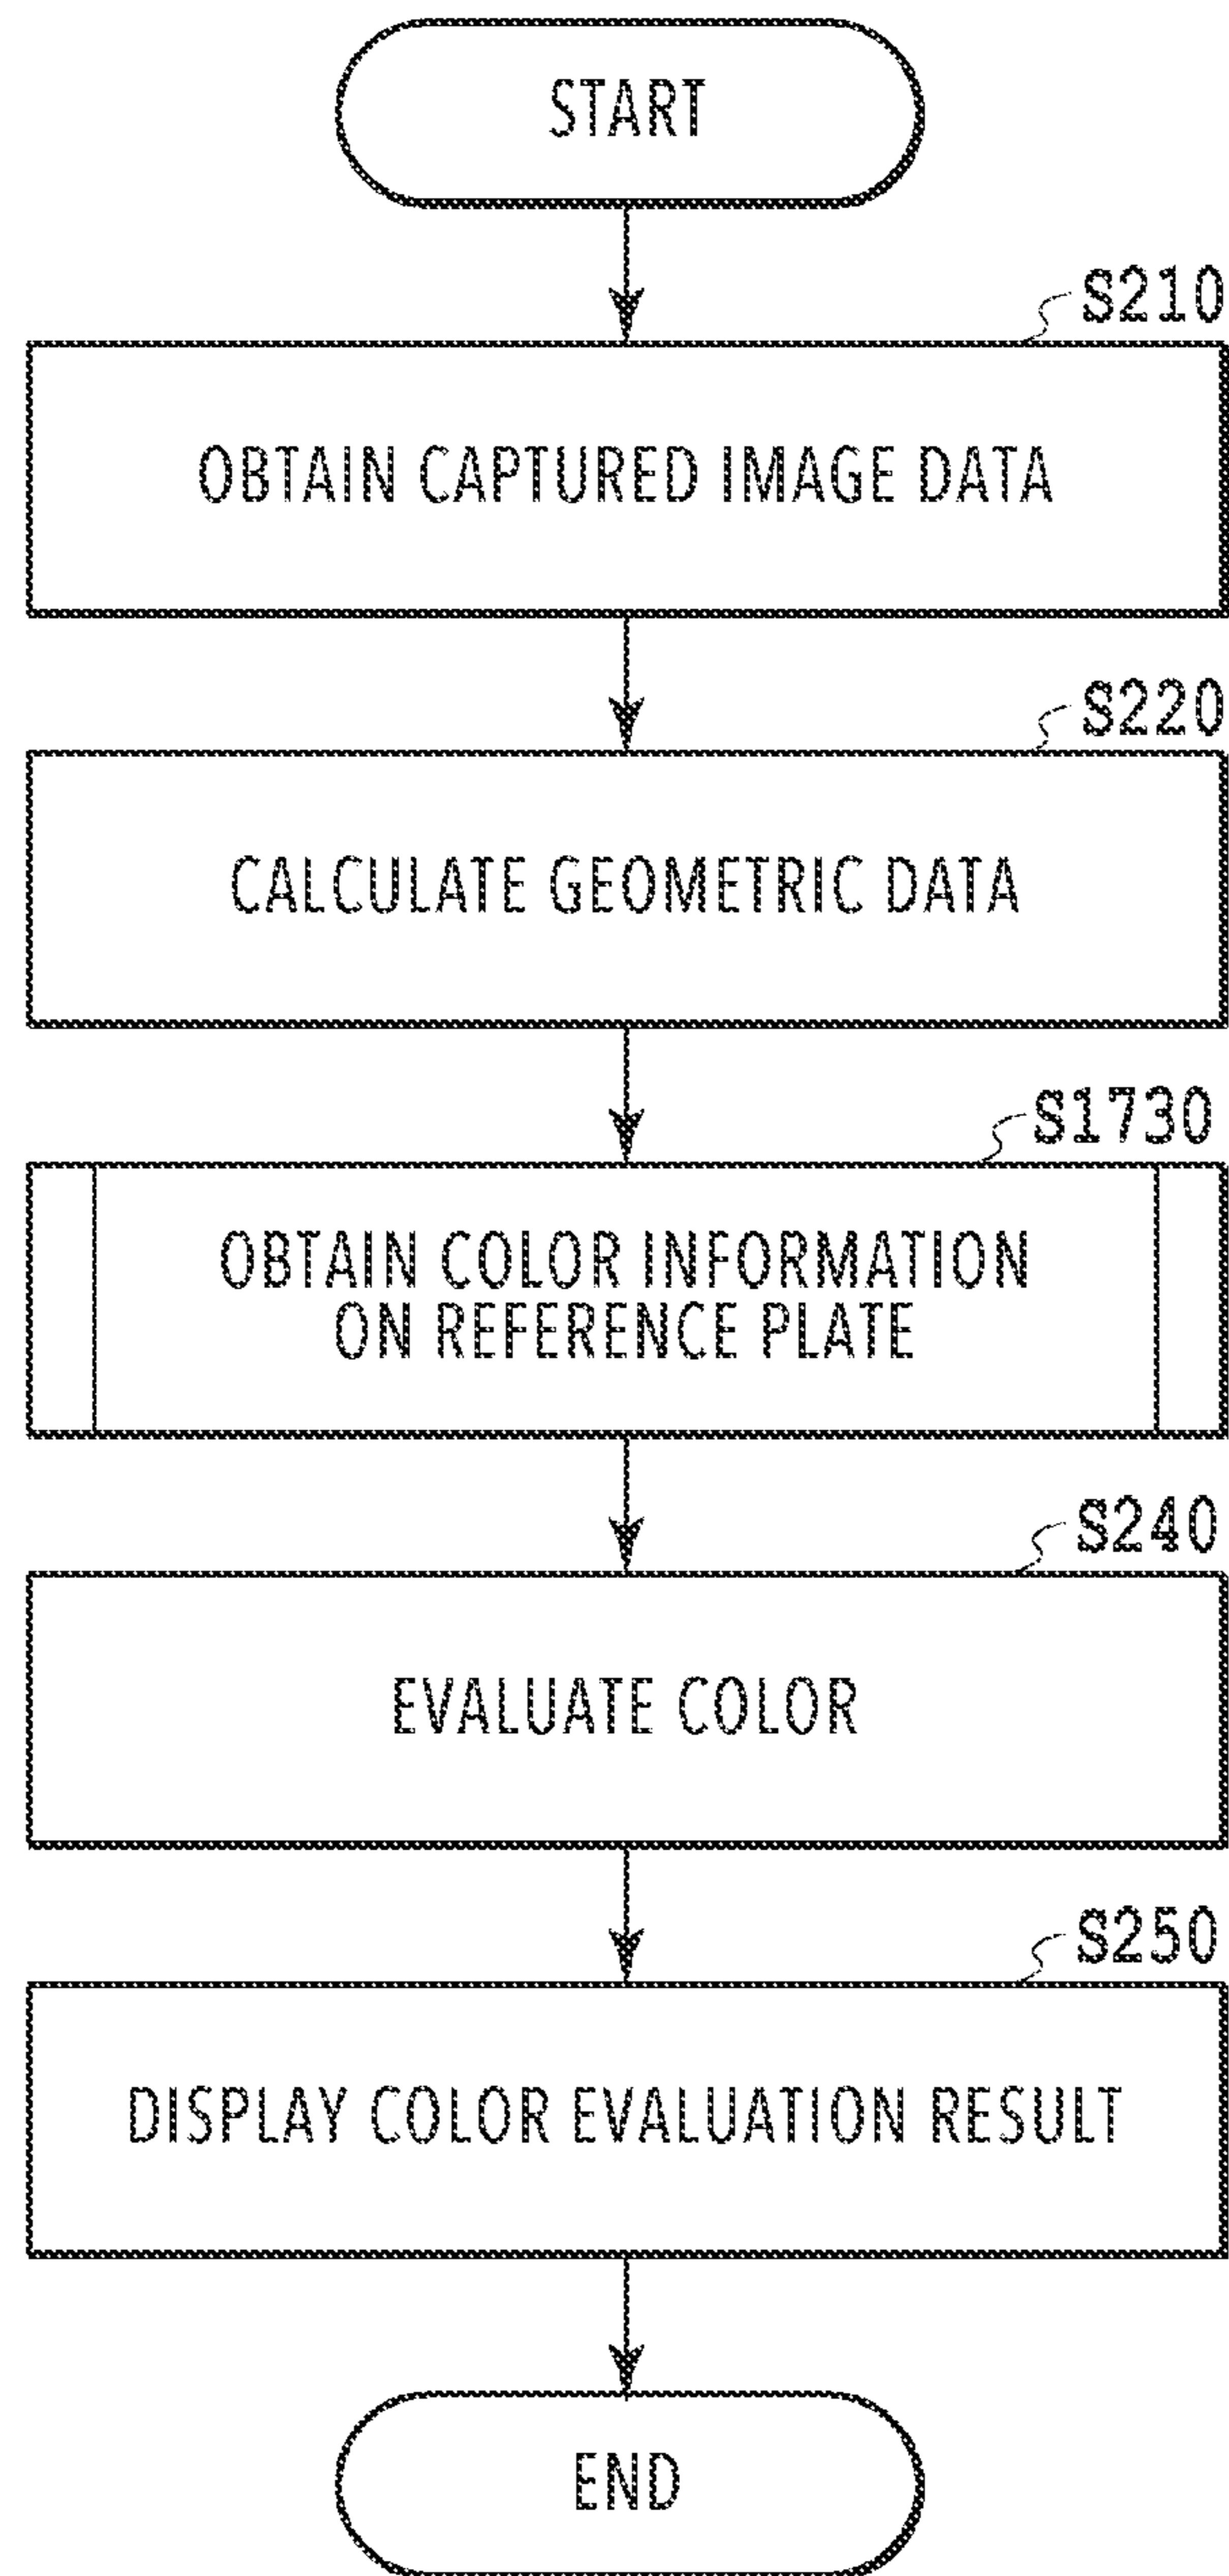 START
S210
OBTAIN CAPTURED IMAGE DATA
S220
CALCULATE GEOMETRIC DATA
S1730
OBTAIN COLOR INFORMATION
ON REFERENCE PLATE
S240
EVALUATE COLOR
S250
DISPLAY COLOR EVALUATION RESULT
END